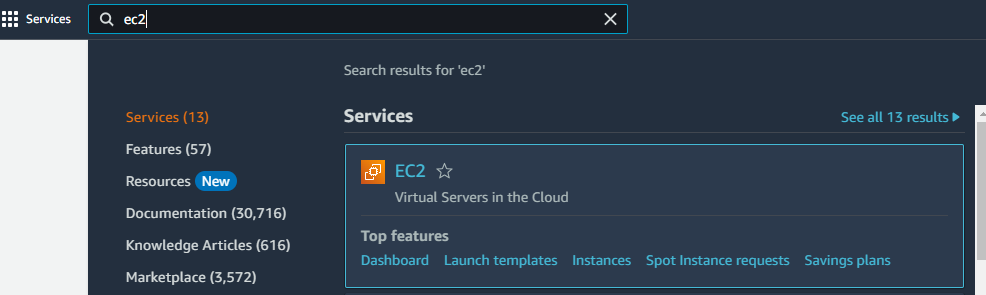 Services
ec2
Search results for 'ec2'
Services (13)
Features (57)
Resources New
Documentation (30,716)
Knowledge Articles (616)
Marketplace (3,572)
Services
See all 13 results
EC2
Virtual Servers in the Cloud
Top features
Dashboard Launch templates Instances Spot Instance requests Savings plans